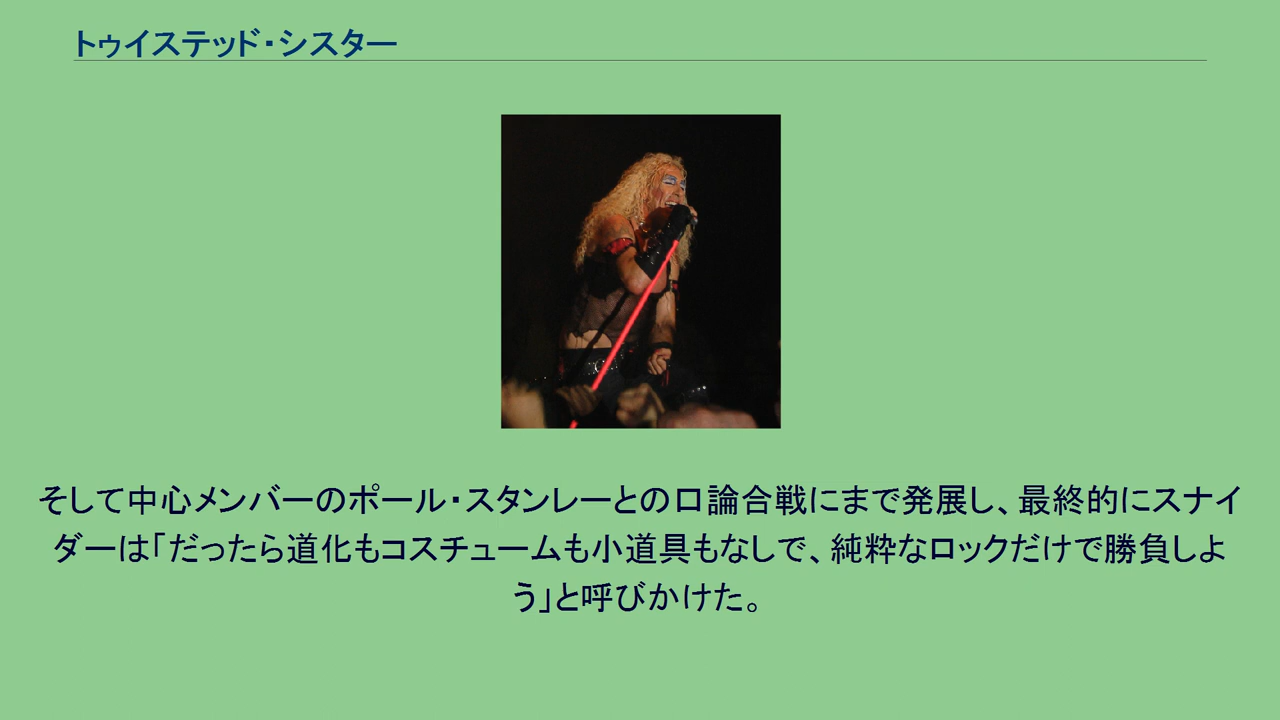 トゥイステッド・シスター
そして中心メンバーのポール・スタンレーとの口論合戦にまで発展し、最終的にスナイ
ダーは「だったら道化もコスチュームも小道具もなしで、純粋なロックだけで勝負しよ
う」と呼びかけた。